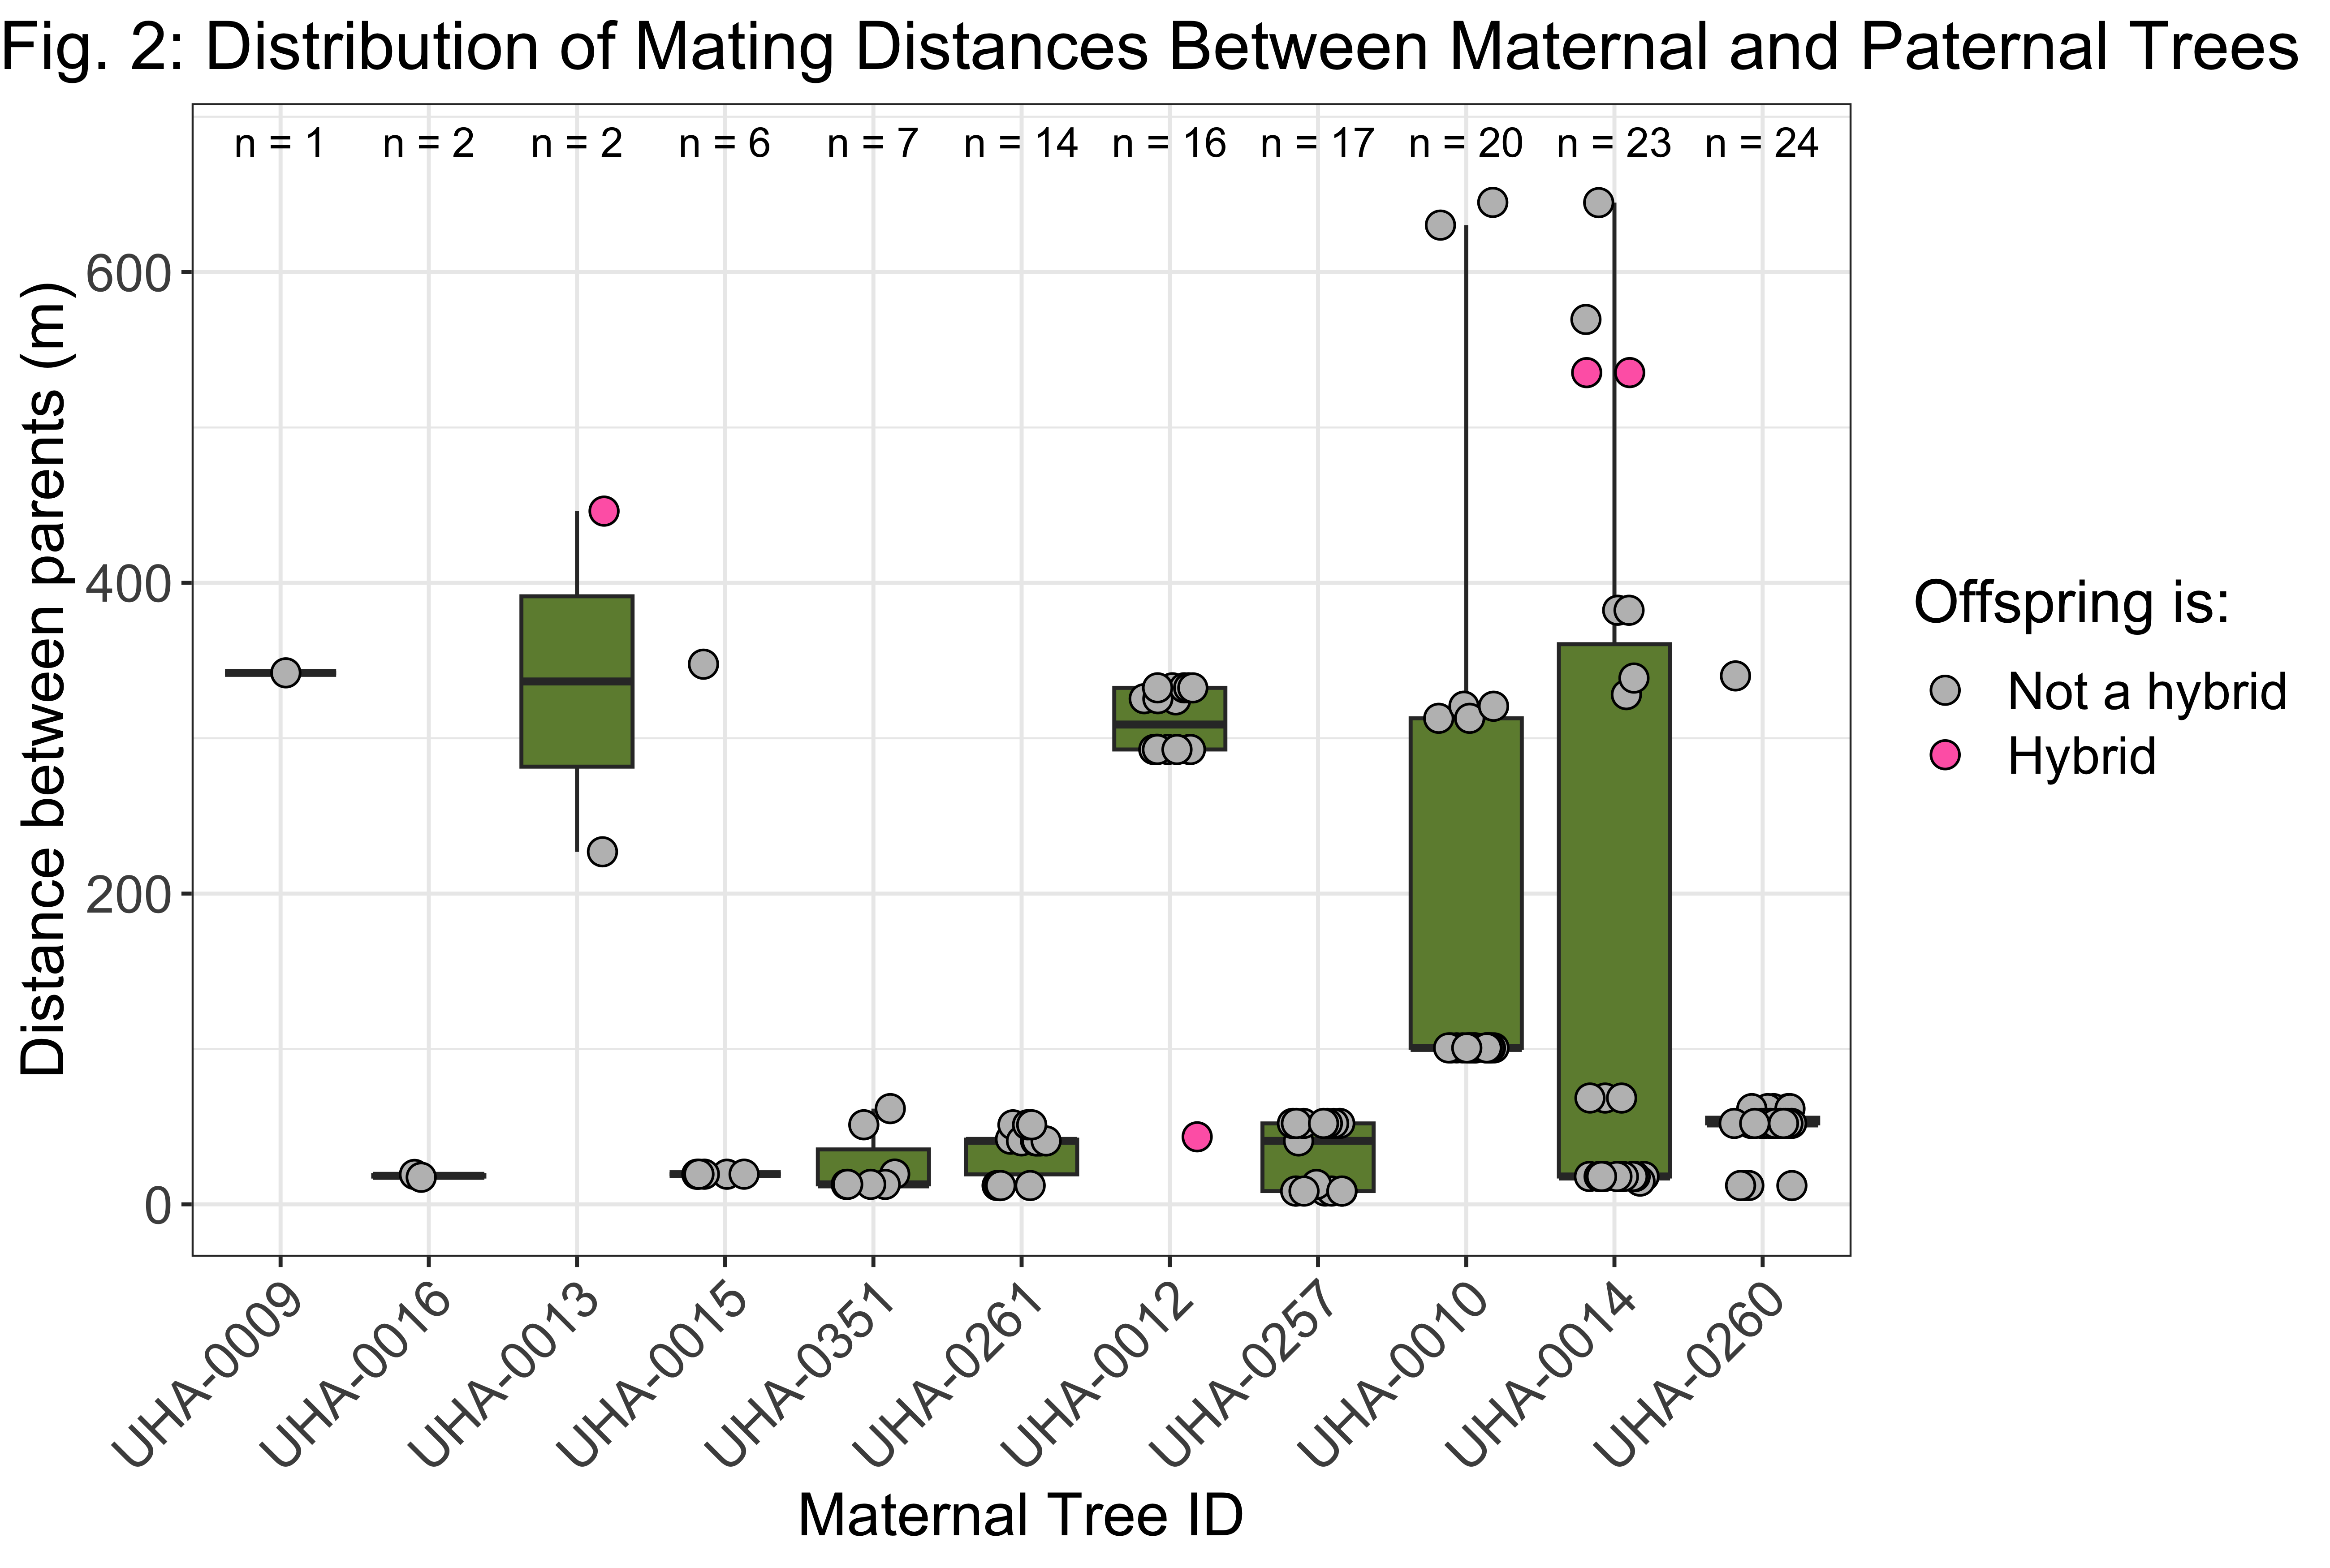 Fig. 2: Distribution of Mating Distances Between Maternal and Paternal Trees
n = 1 n = 2 n = 2 n = 6 n = 7 n = 14 n = 16 n = 17 n = 20 n = 23 n = 24
Distance between parents (m)
600
400
200
0
UHA-0009 UHA-0016 UHA-0013 UHA-0015 UHA-0351 UHA-0261 UHA-0012 UHA-0257 UHA-0010 UHA-0014 UHA-0260
Maternal Tree ID
Offspring is:
Not a hybrid
Hybrid